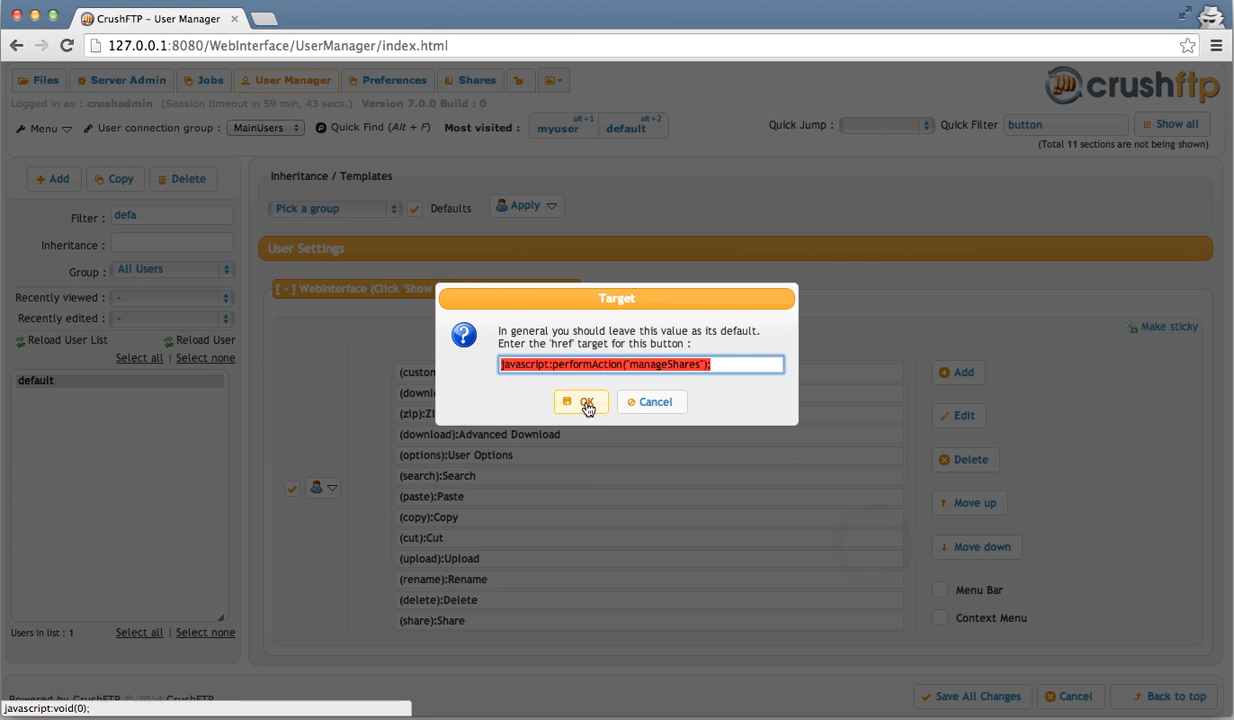 CrushFTP – User Manager
127.0.0.1:8080/WebInterface/UserManager/index.html
Files Server Admin Jobs User Manager Preferences Shares
crushftp
Logged in as : crushadmin (Session timeout in 59 min, 43 secs.) Version 7.0.0 Build : 0
Menu User connection group : MainUsers Quick Find (Alt + F) Most visited : myuser alt+1 default alt+2 Quick Jump : Quick Filter button Show all
(Total 11 sections are not being shown)
Add Copy Delete
Filter : defa
Inheritance :
Group : All Users
Recently viewed : -
Recently edited : -
Reload User List Reload User
Select all | Select none
default
Users in list : 1 Select all | Select none
Inheritance / Templates
Pick a group Defaults Apply
User Settings
[ - ] WebInterface (Click 'Show
Make sticky
(custom
(downl
(zip):Zi
(download):Advanced Download
(options):User Options
(search):Search
(paste):Paste
(copy):Copy
(cut):Cut
(upload):Upload
(rename):Rename
(delete):Delete
(share):Share
Add
Edit
Delete
Move up
Move down
Menu Bar
Context Menu
Target
In general you should leave this value as its default.
Enter the 'href' target for this button :
javascript:performAction("manageShares");
OK Cancel
Powered by CrushFTP © 2014 CrushFTP
Save All Changes Cancel Back to top
javascript:void(0);